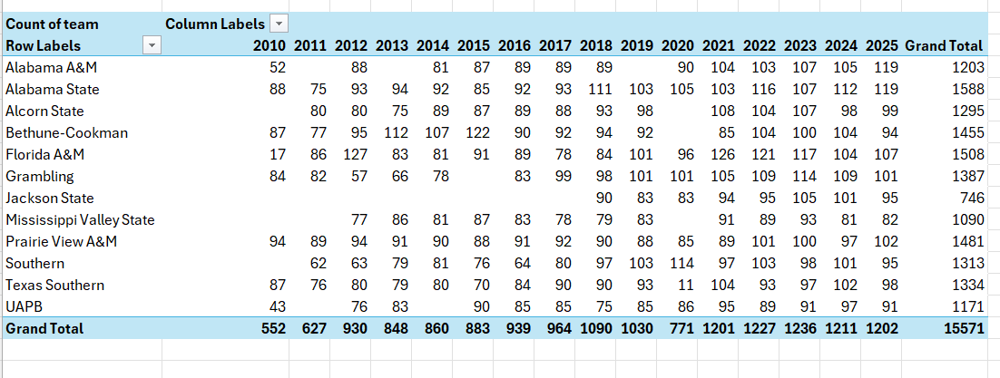 Count of team Column Labels
Row Labels 2010 2011 2012 2013 2014 2015 2016 2017 2018 2019 2020 2021 2022 2023 2024 2025 Grand Total
Alabama A&M 52 88 81 87 89 89 89 90 104 103 107 105 119 1203
Alabama State 88 75 93 94 92 85 92 93 111 103 105 103 116 107 112 119 1588
Alcorn State 80 80 75 89 87 89 88 93 98 108 104 107 98 99 1295
Bethune-Cookman 87 77 95 112 107 122 90 92 94 92 85 104 100 104 94 1455
Florida A&M 17 86 127 83 81 91 89 78 84 101 96 126 121 117 104 107 1508
Grambling 84 82 57 66 78 83 99 98 101 101 105 109 114 109 101 1387
Jackson State 90 83 83 94 95 105 101 95 746
Mississippi Valley State 77 86 81 87 83 78 79 83 91 89 93 81 82 1090
Prairie View A&M 94 89 94 91 90 88 91 92 90 88 85 89 101 100 97 102 1481
Southern 62 63 79 81 76 64 80 97 103 114 97 103 98 101 95 1313
Texas Southern 87 76 80 79 80 70 84 90 90 93 11 104 93 97 102 98 1334
UAPB 43 76 83 90 85 85 75 85 86 95 89 91 97 91 1171
Grand Total 552 627 930 848 860 883 939 964 1090 1030 771 1201 1227 1236 1211 1202 15571